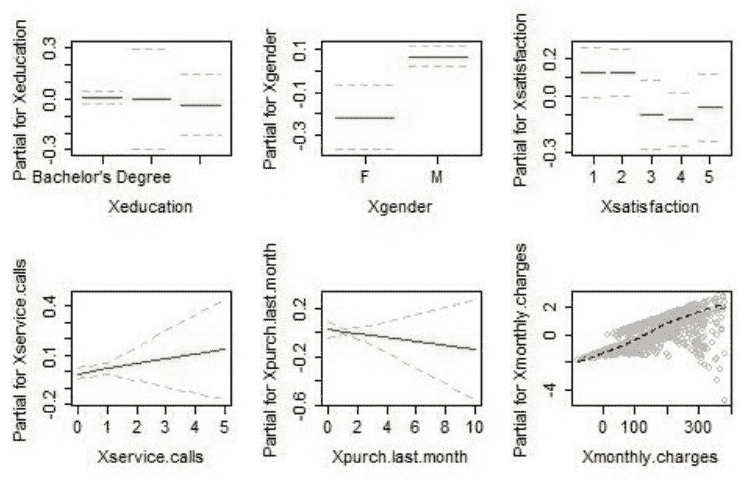 Partial for Xeducation
0.3
0.0
-0.3
Bachelor's Degree
Xeducation
Partial for Xgender
0.1
-0.1
-0.3
F M
Xgender
Partial for Xsatisfaction
0.2
0.0
-0.3
1 2 3 4 5
Xsatisfaction
Partial for Xservice.calls
0.4
0.1
-0.2
0 1 2 3 4 5
Xservice.calls
Partial for Xpurch.last.month
0.2
-0.2
-0.6
0 2 4 6 8 10
Xpurch.last.month
Partial for Xmonthly.charges
2
0
-4
0 100 300
Xmonthly.charges